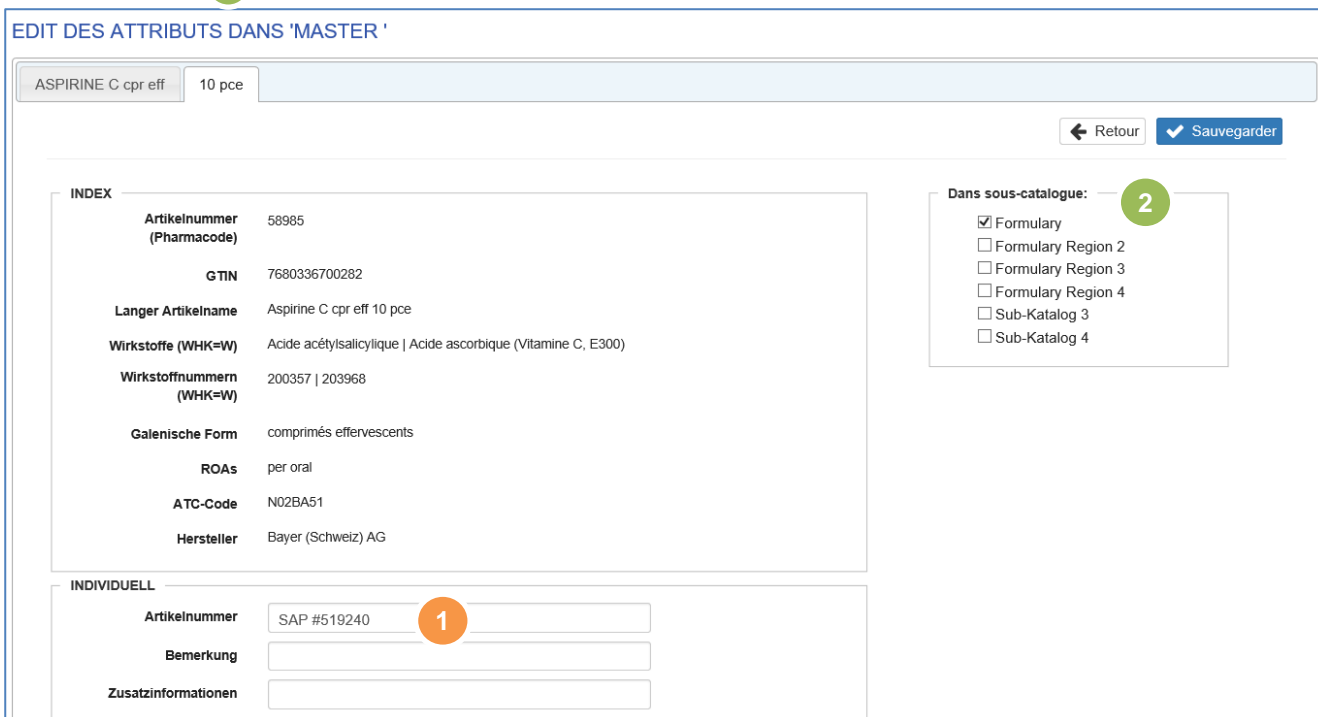 EDIT DES ATTRIBUTS DANS 'MASTER '
ASPIRINE C cpr eff
10 pce
Retour
Sauvegarder
INDEX
Artikelnummer
(Pharmacode)
58985
GTIN
7680336700282
Langer Artikelname
Aspirine C cpr eff 10 pce
Wirkstoffe (WHK=W)
Acide acétylsalicylique | Acide ascorbique (Vitamine C, E300)
Wirkstoffnummern
(WHK=W)
200357 | 203968
Galenische Form
comprimés effervescents
ROAs
per oral
ATC-Code
N02BA51
Hersteller
Bayer (Schweiz) AG
Dans sous-catalogue:
2
Formulary
Formulary Region 2
Formulary Region 3
Formulary Region 4
Sub-Katalog 3
Sub-Katalog 4
INDIVIDUELL
Artikelnummer
SAP #519240
1
Bemerkung
Zusatzinformationen